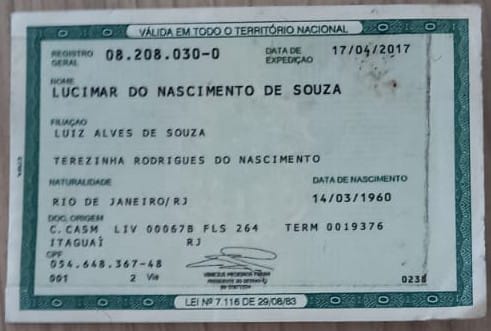 VÁLIDA EM TODO O TERRITÓRIO NACIONAL
REGISTRO GERAL 08.208.030-0 DATA DE EXPEDIÇÃO 17/04/2017
NOME
LUCIMAR DO NASCIMENTO DE SOUZA
FILIAÇÃO
LUIZ ALVES DE SOUZA
TEREZINHA RODRIGUES DO NASCIMENTO
NATURALIDADE DATA DE NASCIMENTO
RIO DE JANEIRO/RJ 14/03/1960
DOC. ORIGEM
C.CASM LIV 00067B FLS 264 TERM 0019376
ITAGUAÍ RJ
CPF
054.648.367-48
001 2 Via 0238
LEI Nº 7.116 DE 29/08/83